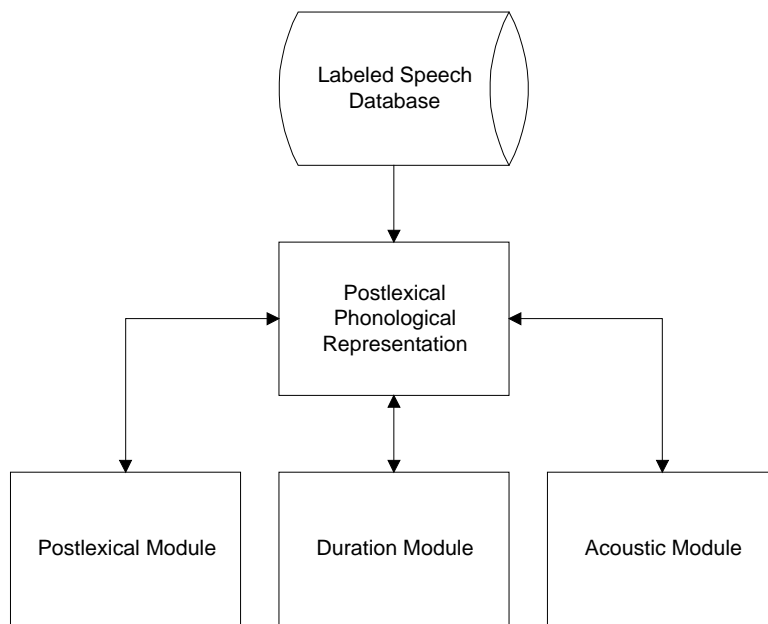 Labeled Speech
Database
Postlexical
Phonological
Representation
Postlexical Module
Duration Module
Acoustic Module